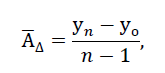 A̅_Δ = (y_n − y_o)/(n − 1),